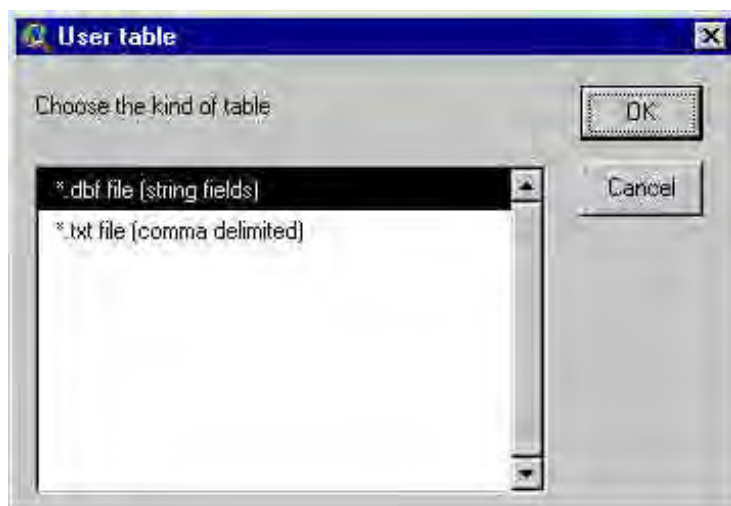 User table
Choose the kind of table
OK
*.dbf file (string fields)
Cancel
*.txt file (comma delimited)